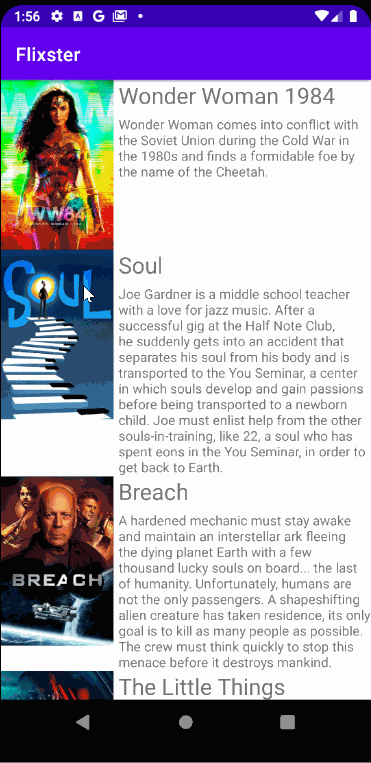 1:56
Flixster
Wonder Woman 1984
Wonder Woman comes into conflict with
the Soviet Union during the Cold War in
the 1980s and finds a formidable foe by
the name of the Cheetah.
WW84
Soul
SOUL
Joe Gardner is a middle school teacher
with a love for jazz music. After a
successful gig at the Half Note Club,
he suddenly gets into an accident that
separates his soul from his body and is
transported to the You Seminar, a center
in which souls develop and gain passions
before being transported to a newborn
child. Joe must enlist help from the other
souls-in-training, like 22, a soul who has
spent eons in the You Seminar, in order to
get back to Earth.
Breach
BREACH
A hardened mechanic must stay awake
and maintain an interstellar ark fleeing
the dying planet Earth with a few
thousand lucky souls on board... the last
of humanity. Unfortunately, humans are
not the only passengers. A shapeshifting
alien creature has taken residence, its only
goal is to kill as many people as possible.
The crew must think quickly to stop this
menace before it destroys mankind.
The Little Things